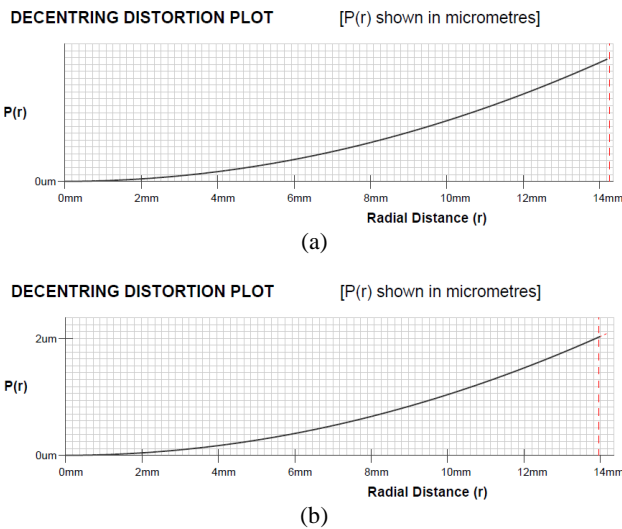 DECENTRING DISTORTION PLOT [P(r) shown in micrometres]
P(r)
0um
0mm 2mm 4mm 6mm 8mm 10mm 12mm 14mm
Radial Distance (r)
(a)
DECENTRING DISTORTION PLOT [P(r) shown in micrometres]
2um
P(r)
0um
0mm 2mm 4mm 6mm 8mm 10mm 12mm 14mm
Radial Distance (r)
(b)